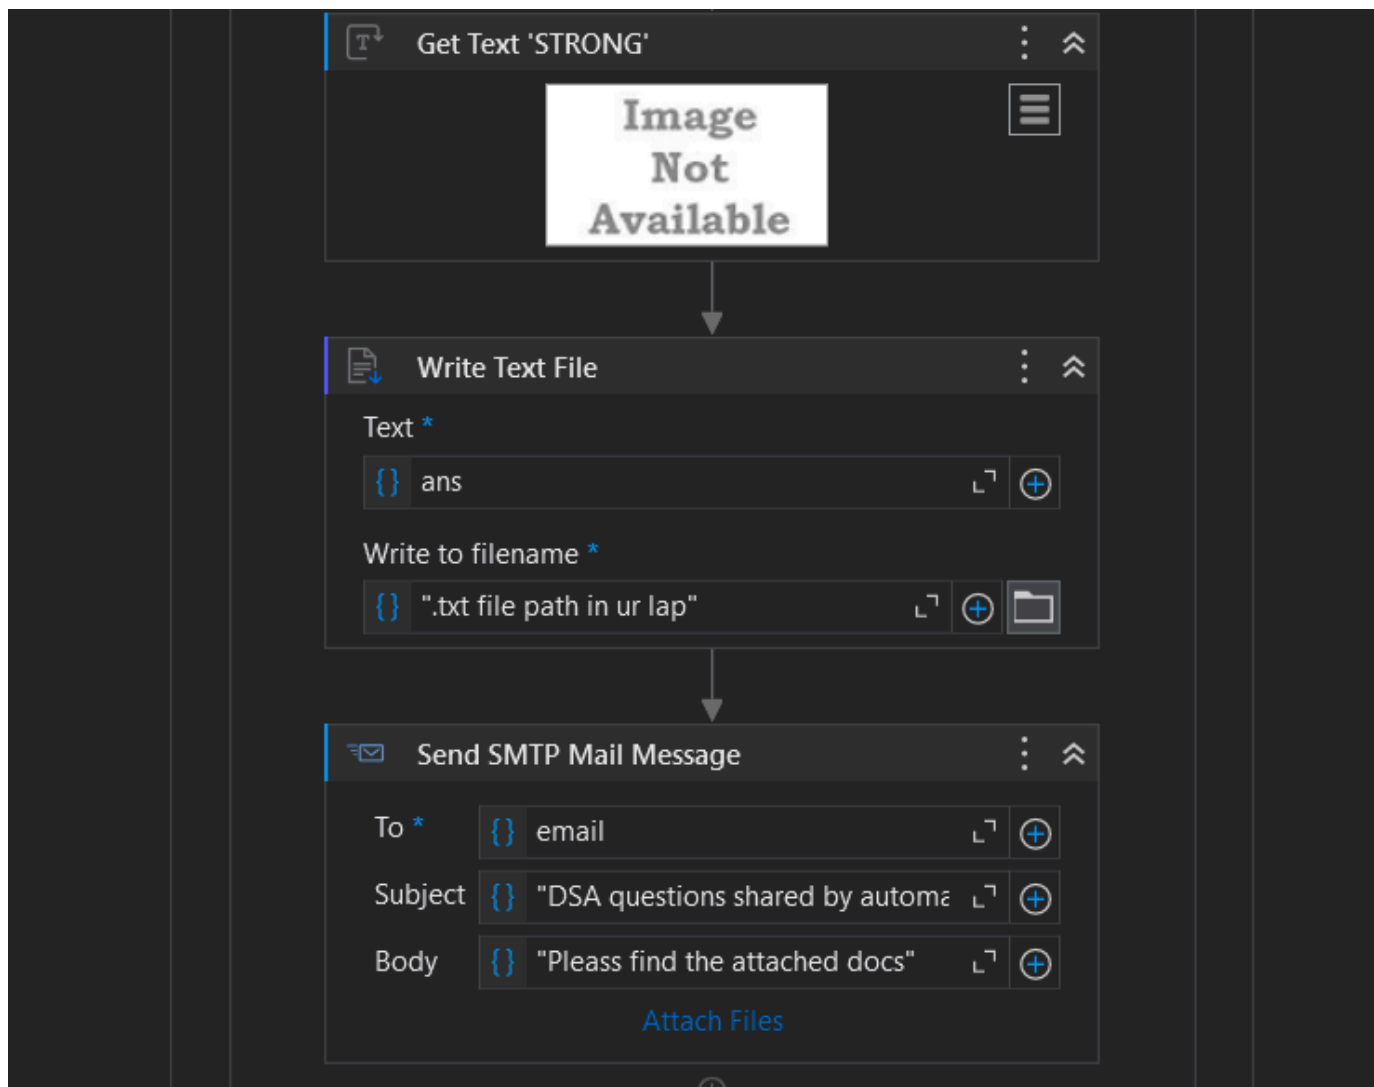 Get Text 'STRONG'
Image
Not
Available
Write Text File
Text *
ans
Write to filename *
".txt file path in ur lap"
Send SMTP Mail Message
To * email
Subject "DSA questions shared by automa
Body "Pleass find the attached docs"
Attach Files